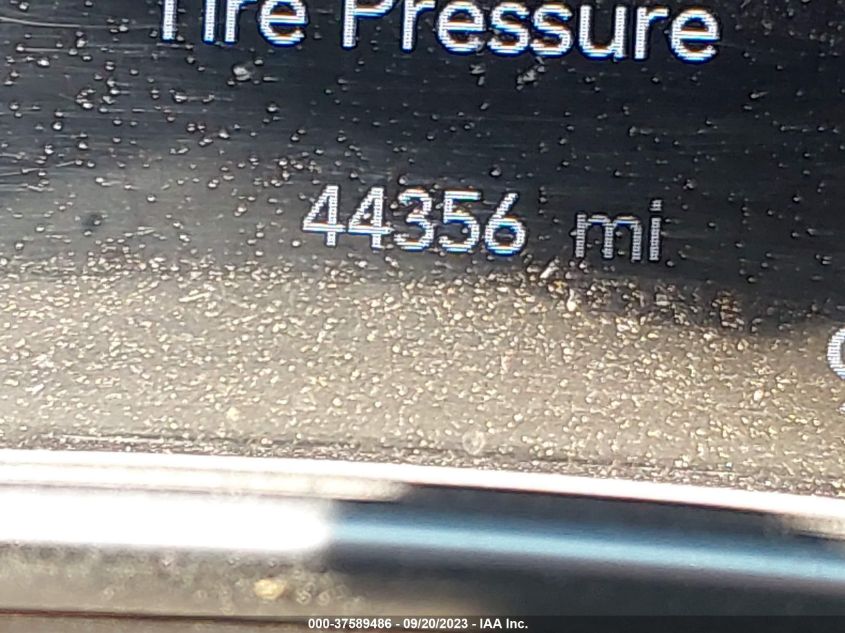 Tire Pressure
44356 mi
000-37589486 - 09/20/2023 - IAA Inc.